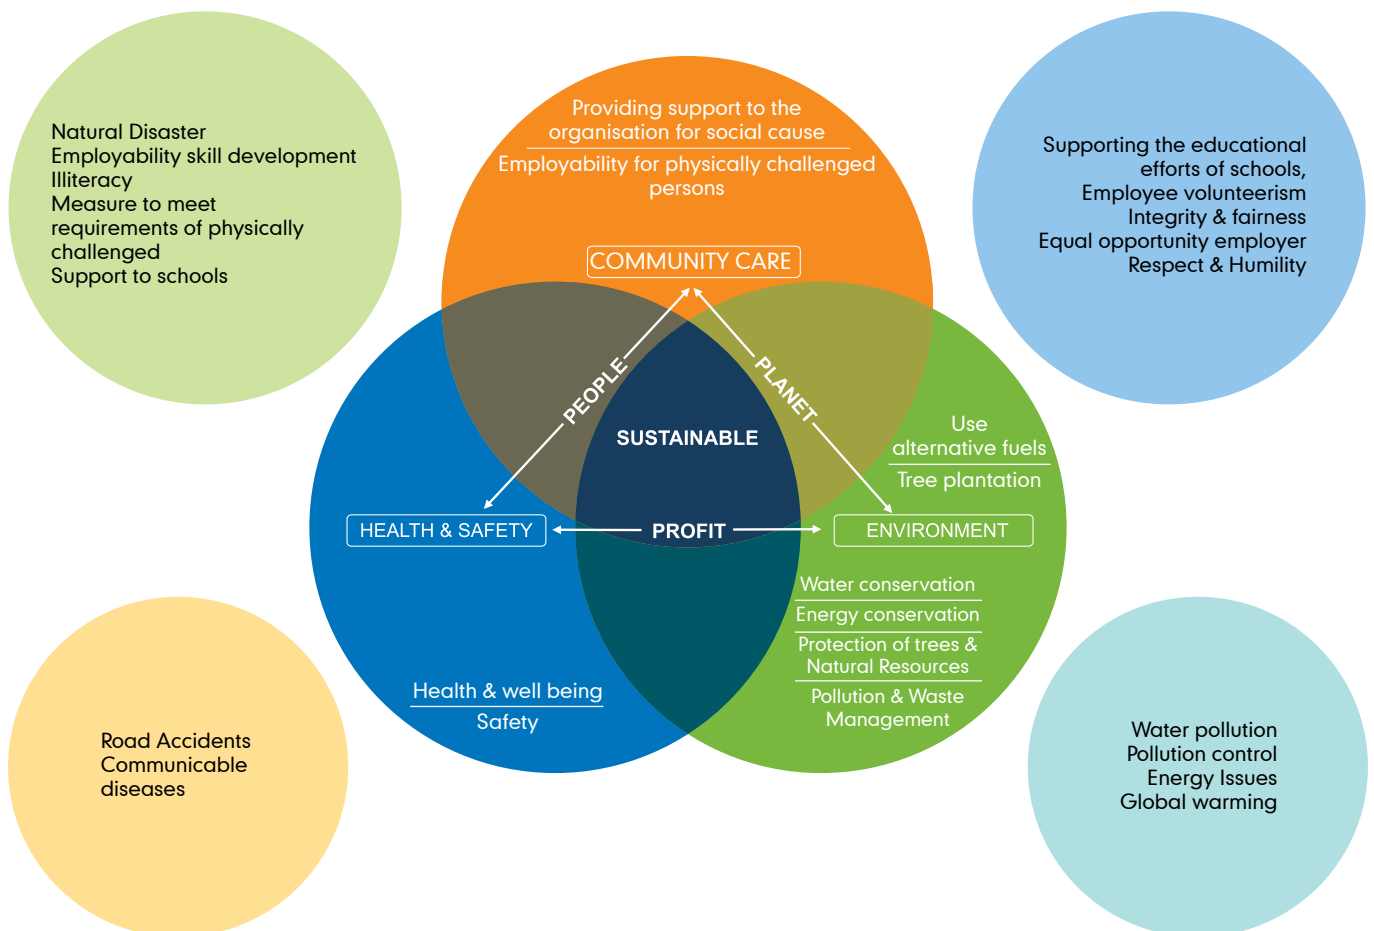 Natural Disaster
Employability skill development
Illiteracy
Measure to meet
requirements of physically
challenged
Support to schools
Providing support to the
organisation for social cause
Employability for physically challenged
persons
COMMUNITY CARE
Supporting the educational
efforts of schools,
Employee volunteerism
Integrity & fairness
Equal opportunity employer
Respect & Humility
PEOPLE
PLANET
SUSTAINABLE
PROFIT
HEALTH & SAFETY
Health & well being
Safety
Use
alternative fuels
Tree plantation
ENVIRONMENT
Water conservation
Energy conservation
Protection of trees &
Natural Resources
Pollution & Waste
Management
Road Accidents
Communicable
diseases
Water pollution
Pollution control
Energy Issues
Global warming